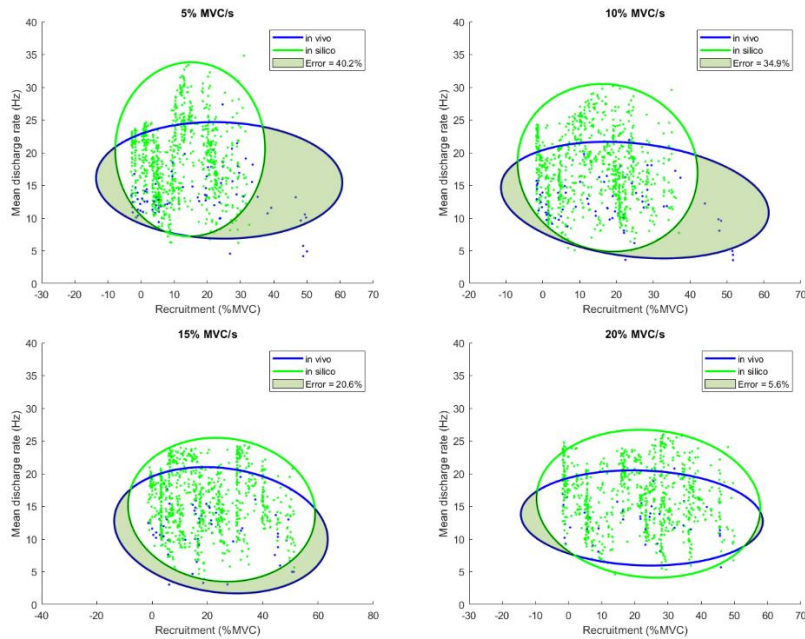 5% MVC/s
Mean discharge rate (Hz)
40
35
30
25
20
15
10
5
0
-30 -20 -10 0 10 20 30 40 50 60 70
Recruitment (%MVC)
in vivo
in silico
Error = 40.2%
10% MVC/s
Mean discharge rate (Hz)
40
35
30
25
20
15
10
5
0
-20 -10 0 10 20 30 40 50 60 70
Recruitment (%MVC)
in vivo
in silico
Error = 34.9%
15% MVC/s
Mean discharge rate (Hz)
40
35
30
25
20
15
10
5
0
-40 -20 0 20 40 60 80
Recruitment (%MVC)
in vivo
in silico
Error = 20.6%
20% MVC/s
Mean discharge rate (Hz)
40
35
30
25
20
15
10
5
0
-30 -20 -10 0 10 20 30 40 50 60 70
Recruitment (%MVC)
in vivo
in silico
Error = 5.6%